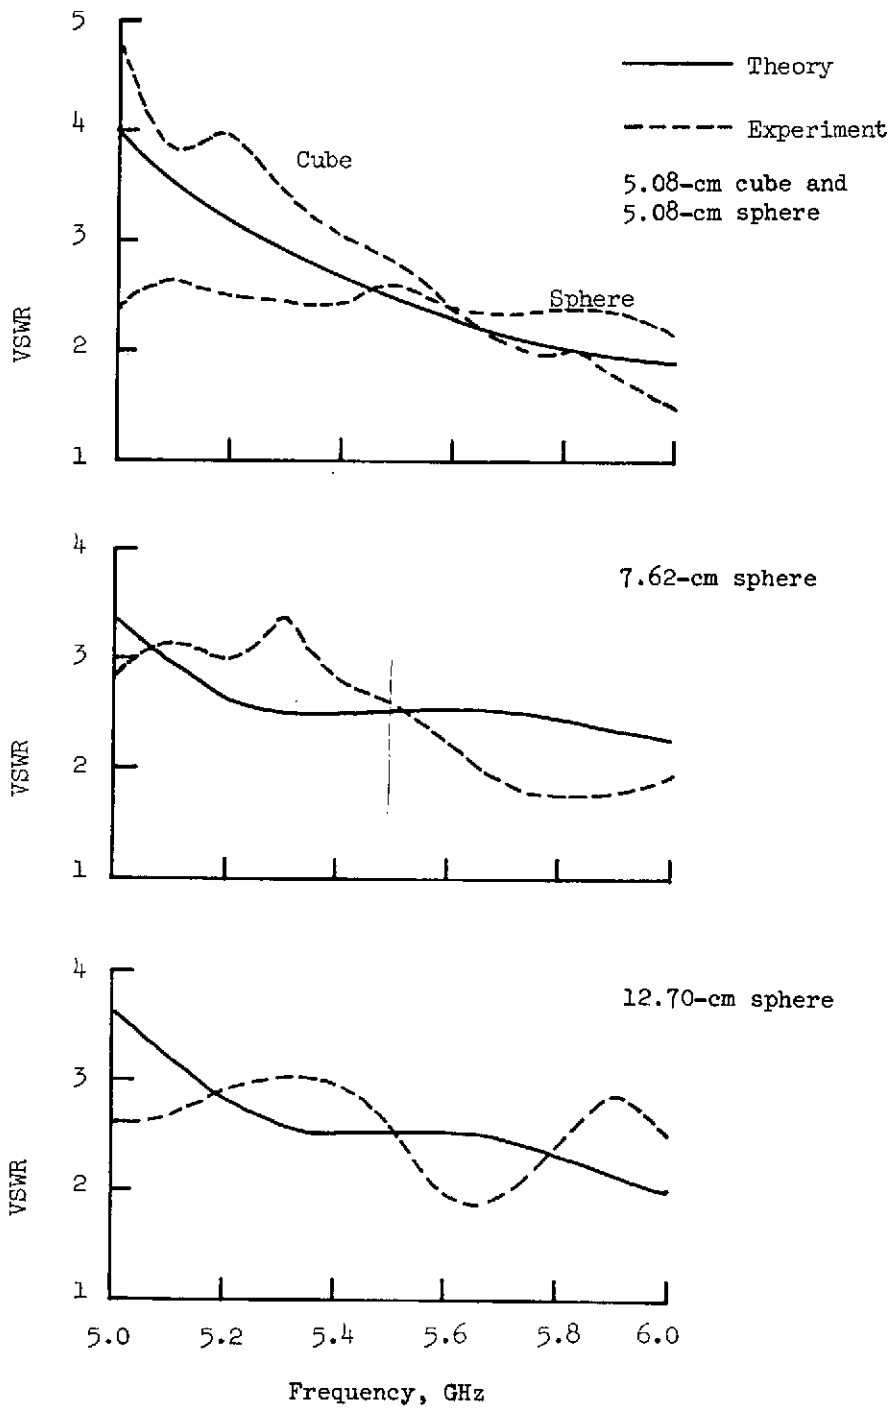 5
4
3
2
1
VSWR
Theory
Experiment
5.08-cm cube and
5.08-cm sphere
Cube
Sphere
4
3
2
1
VSWR
7.62-cm sphere
4
3
2
1
VSWR
12.70-cm sphere
5.0 5.2 5.4 5.6 5.8 6.0
Frequency, GHz